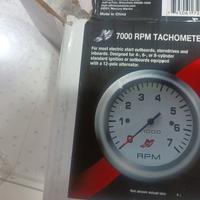 Made in China
7000 RPM TACHOMETE
For most electric start outboards, sterndrives and
inboards. Designed for 4-, 6-, or 8-cylinder
standard ignition or outboards equipped
with a 12-pole alternator.
0
1
2
3
4
5
6
7
x1000
RPM